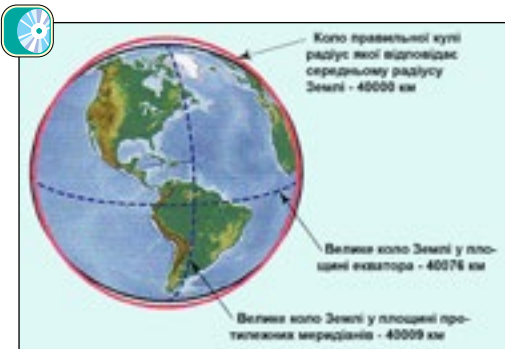 Коло правильної кулі
радіус якої відповідає
середньому радіусу
Землі - 40000 км
Велике коло Землі у пло-
щині екватора - 40076 км
Велике коло Землі у площині про-
тилежних меридіанів - 40009 км